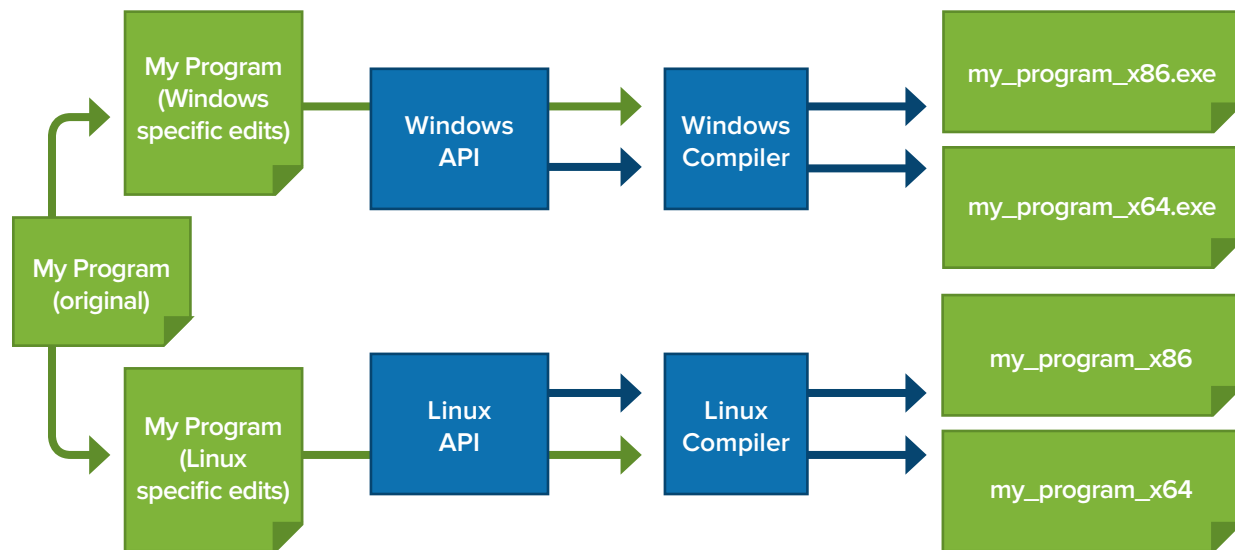 My Program
(Windows
specific edits)
Windows
API
Windows
Compiler
my_program_x86.exe
my_program_x64.exe
My Program
(original)
My Program
(Linux
specific edits)
Linux
API
Linux
Compiler
my_program_x86
my_program_x64